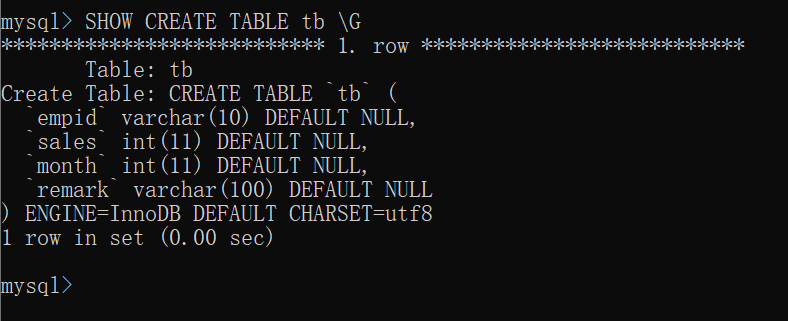 mysql> SHOW CREATE TABLE tb \G
*************************** 1. row ***************************
       Table: tb
Create Table: CREATE TABLE `tb` (
  `empid` varchar(10) DEFAULT NULL,
  `sales` int(11) DEFAULT NULL,
  `month` int(11) DEFAULT NULL,
  `remark` varchar(100) DEFAULT NULL
) ENGINE=InnoDB DEFAULT CHARSET=utf8
1 row in set (0.00 sec)
mysql>